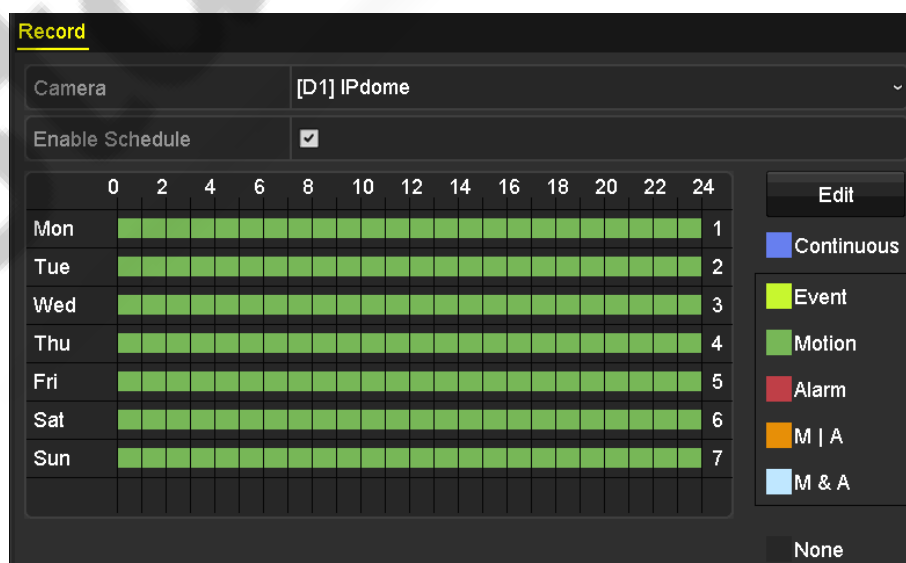 Record
Camera [D1] IPdome
Enable Schedule
0 2 4 6 8 10 12 14 16 18 20 22 24
Edit
Mon 1
Continuous
Tue 2
Event
Wed 3
Thu 4
Motion
Fri 5
Alarm
Sat 6
M | A
Sun 7
M & A
None